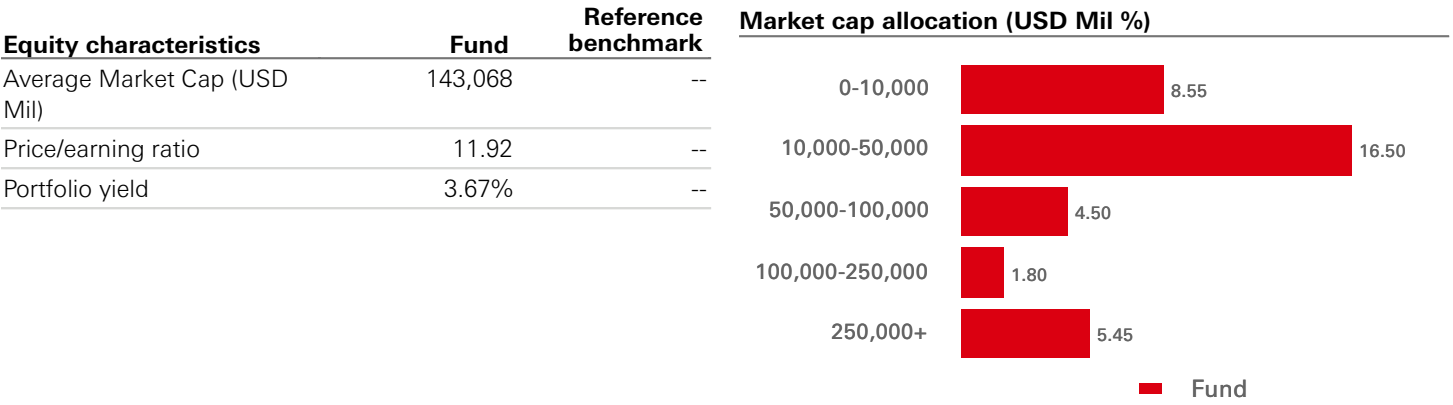 Equity characteristics Fund Reference benchmark
Average Market Cap (USD Mil) 143,068 --
Price/earning ratio 11.92 --
Portfolio yield 3.67% --
Market cap allocation (USD Mil %)
0-10,000 8.55
10,000-50,000 16.50
50,000-100,000 4.50
100,000-250,000 1.80
250,000+ 5.45
Fund